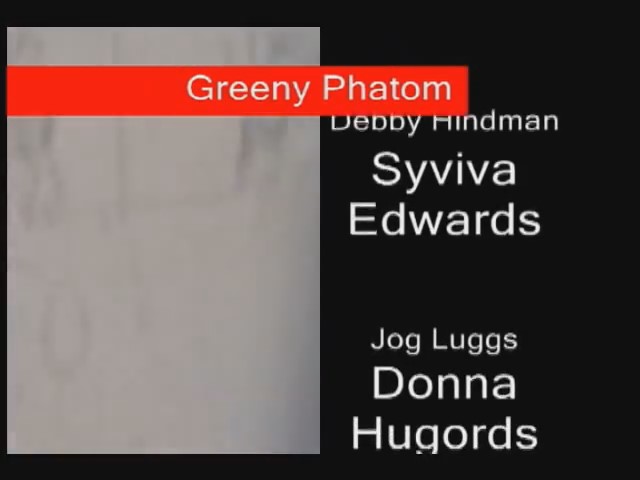 Greeny Phatom
Debby Hindman
Syviva
Edwards
Jog Luggs
Donna
Hugords